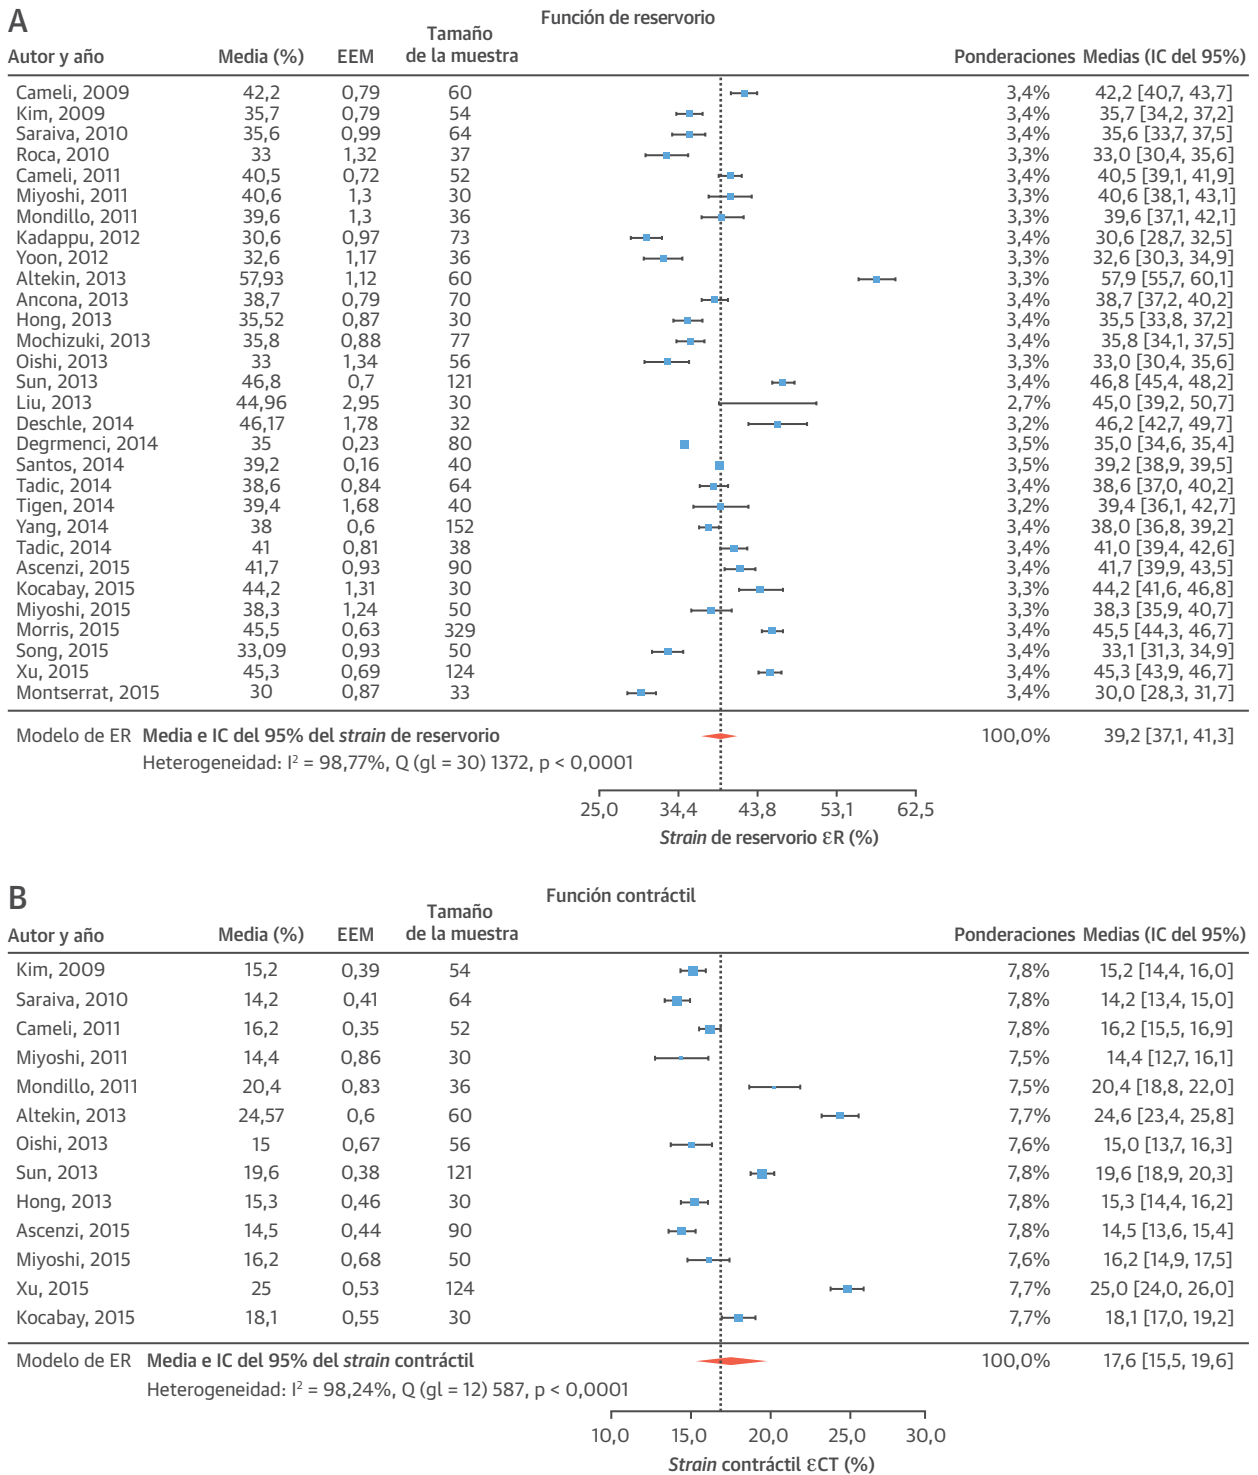 A
Función de reservorio
Autor y año Media (%) EEM Tamaño de la muestra Ponderaciones Medias (IC del 95%)
Cameli, 2009 42,2 0,79 60 3,4% 42,2 [40,7, 43,7]
Kim, 2009 35,7 0,79 54 3,4% 35,7 [34,2, 37,2]
Saraiva, 2010 35,6 0,99 64 3,4% 35,6 [33,7, 37,5]
Roca, 2010 33 1,32 37 3,3% 33,0 [30,4, 35,6]
Cameli, 2011 40,5 0,72 52 3,4% 40,5 [39,1, 41,9]
Miyoshi, 2011 40,6 1,3 30 3,3% 40,6 [38,1, 43,1]
Mondillo, 2011 39,6 1,3 36 3,3% 39,6 [37,1, 42,1]
Kadappu, 2012 30,6 0,97 73 3,4% 30,6 [28,7, 32,5]
Yoon, 2012 32,6 1,17 36 3,3% 32,6 [30,3, 34,9]
Altekin, 2013 57,93 1,12 60 3,3% 57,9 [55,7, 60,1]
Ancona, 2013 38,7 0,79 70 3,4% 38,7 [37,2, 40,2]
Hong, 2013 35,52 0,87 30 3,4% 35,5 [33,8, 37,2]
Mochizuki, 2013 35,8 0,88 77 3,4% 35,8 [34,1, 37,5]
Oishi, 2013 33 1,34 56 3,3% 33,0 [30,4, 35,6]
Sun, 2013 46,8 0,7 121 3,4% 46,8 [45,4, 48,2]
Liu, 2013 44,96 2,95 30 2,7% 45,0 [39,2, 50,7]
Deschle, 2014 46,17 1,78 32 3,2% 46,2 [42,7, 49,7]
Degrmenci, 2014 35 0,23 80 3,5% 35,0 [34,6, 35,4]
Santos, 2014 39,2 0,16 40 3,5% 39,2 [38,9, 39,5]
Tadic, 2014 38,6 0,84 64 3,4% 38,6 [37,0, 40,2]
Tigen, 2014 39,4 1,68 40 3,2% 39,4 [36,1, 42,7]
Yang, 2014 38 0,6 152 3,4% 38,0 [36,8, 39,2]
Tadic, 2014 41 0,81 38 3,4% 41,0 [39,4, 42,6]
Ascenzi, 2015 41,7 0,93 90 3,4% 41,7 [39,9, 43,5]
Kocabay, 2015 44,2 1,31 30 3,3% 44,2 [41,6, 46,8]
Miyoshi, 2015 38,3 1,24 50 3,3% 38,3 [35,9, 40,7]
Morris, 2015 45,5 0,63 329 3,4% 45,5 [44,3, 46,7]
Song, 2015 33,09 0,93 50 3,4% 33,1 [31,3, 34,9]
Xu, 2015 45,3 0,69 124 3,4% 45,3 [43,9, 46,7]
Montserrat, 2015 30 0,87 33 3,4% 30,0 [28,3, 31,7]
Modelo de ER Media e IC del 95% del strain de reservorio 100,0% 39,2 [37,1, 41,3]
Heterogeneidad: I² = 98,77%, Q (gl = 30) 1372, p < 0,0001
25,0 34,4 43,8 53,1 62,5
Strain de reservorio ƐR (%)
B
Función contráctil
Autor y año Media (%) EEM Tamaño de la muestra Ponderaciones Medias (IC del 95%)
Kim, 2009 15,2 0,39 54 7,8% 15,2 [14,4, 16,0]
Saraiva, 2010 14,2 0,41 64 7,8% 14,2 [13,4, 15,0]
Cameli, 2011 16,2 0,35 52 7,8% 16,2 [15,5, 16,9]
Miyoshi, 2011 14,4 0,86 30 7,5% 14,4 [12,7, 16,1]
Mondillo, 2011 20,4 0,83 36 7,5% 20,4 [18,8, 22,0]
Altekin, 2013 24,57 0,6 60 7,7% 24,6 [23,4, 25,8]
Oishi, 2013 15 0,67 56 7,6% 15,0 [13,7, 16,3]
Sun, 2013 19,6 0,38 121 7,8% 19,6 [18,9, 20,3]
Hong, 2013 15,3 0,46 30 7,8% 15,3 [14,4, 16,2]
Ascenzi, 2015 14,5 0,44 90 7,8% 14,5 [13,6, 15,4]
Miyoshi, 2015 16,2 0,68 50 7,6% 16,2 [14,9, 17,5]
Xu, 2015 25 0,53 124 7,7% 25,0 [24,0, 26,0]
Kocabay, 2015 18,1 0,55 30 7,7% 18,1 [17,0, 19,2]
Modelo de ER Media e IC del 95% del strain contráctil 100,0% 17,6 [15,5, 19,6]
Heterogeneidad: I² = 98,24%, Q (gl = 12) 587, p < 0,0001
10,0 15,0 20,0 25,0 30,0
Strain contráctil ƐCT (%)